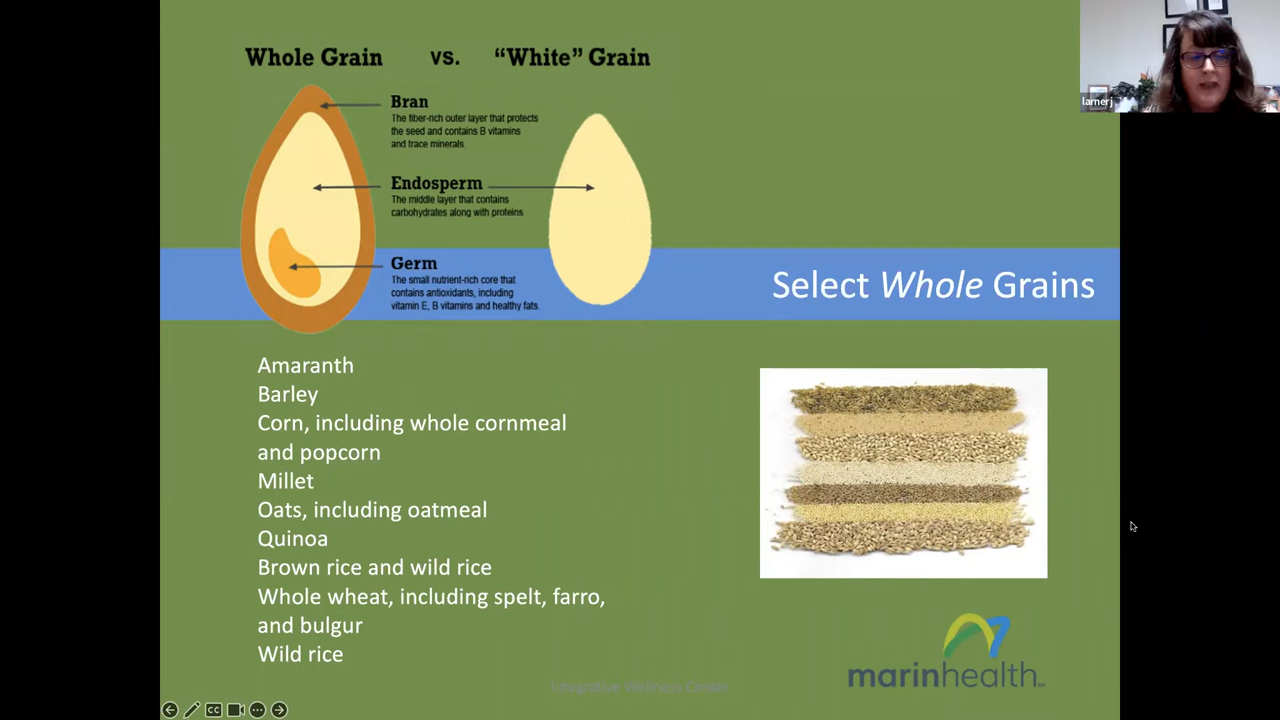 Whole Grain vs. “White” Grain
Bran
The fiber-rich outer layer that protects
the seed and contains B vitamins
and trace minerals.
Endosperm
The middle layer that contains
carbohydrates along with proteins.
Germ
The small nutrient-rich core that
contains antioxidants, including
vitamin E, B vitamins and healthy fats.
Select Whole Grains
Amaranth
Barley
Corn, including whole cornmeal
and popcorn
Millet
Oats, including oatmeal
Quinoa
Brown rice and wild rice
Whole wheat, including spelt, farro,
and bulgur
Wild rice
marinhealth
Integrative Wellness Center
larnerj
CC